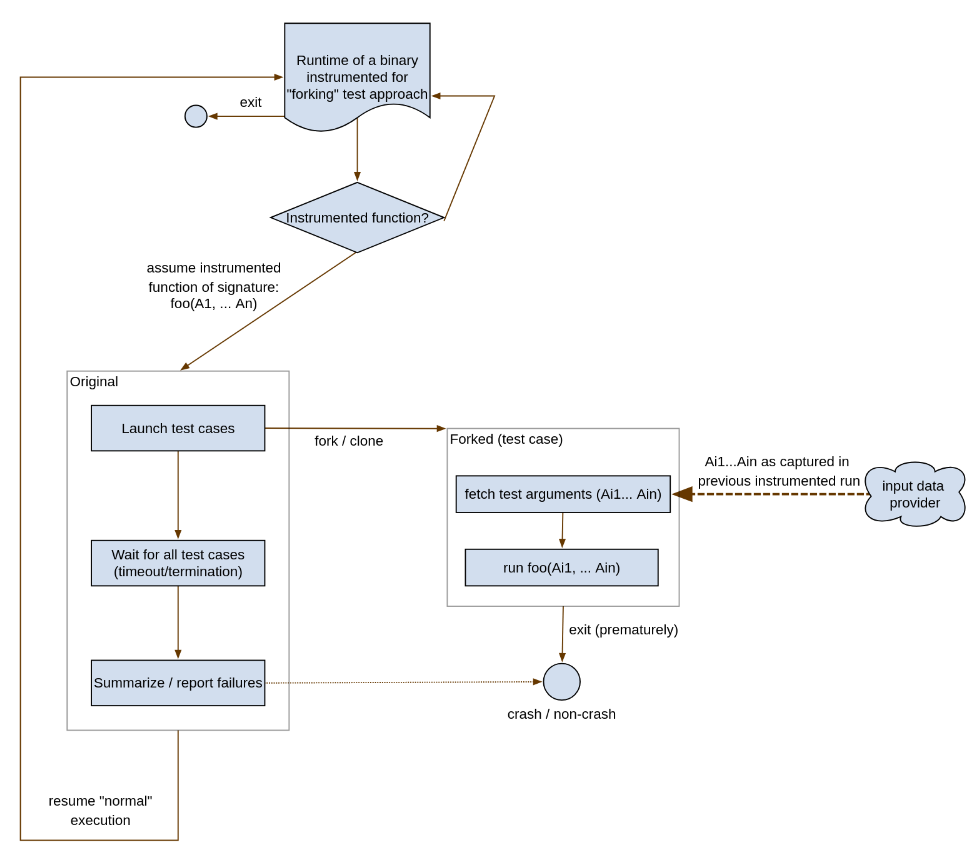 Runtime of a binary
instrumented for
"forking" test approach
exit
Instrumented function?
assume instrumented
function of signature:
foo(A1, ... An)
Original
Launch test cases
fork / clone
Forked (test case)
Ai1...Ain as captured in
previous instrumented run
input data
provider
fetch test arguments (Ai1... Ain)
Wait for all test cases
(timeout/termination)
run foo(Ai1, ... Ain)
exit (prematurely)
Summarize / report failures
crash / non-crash
resume "normal"
execution